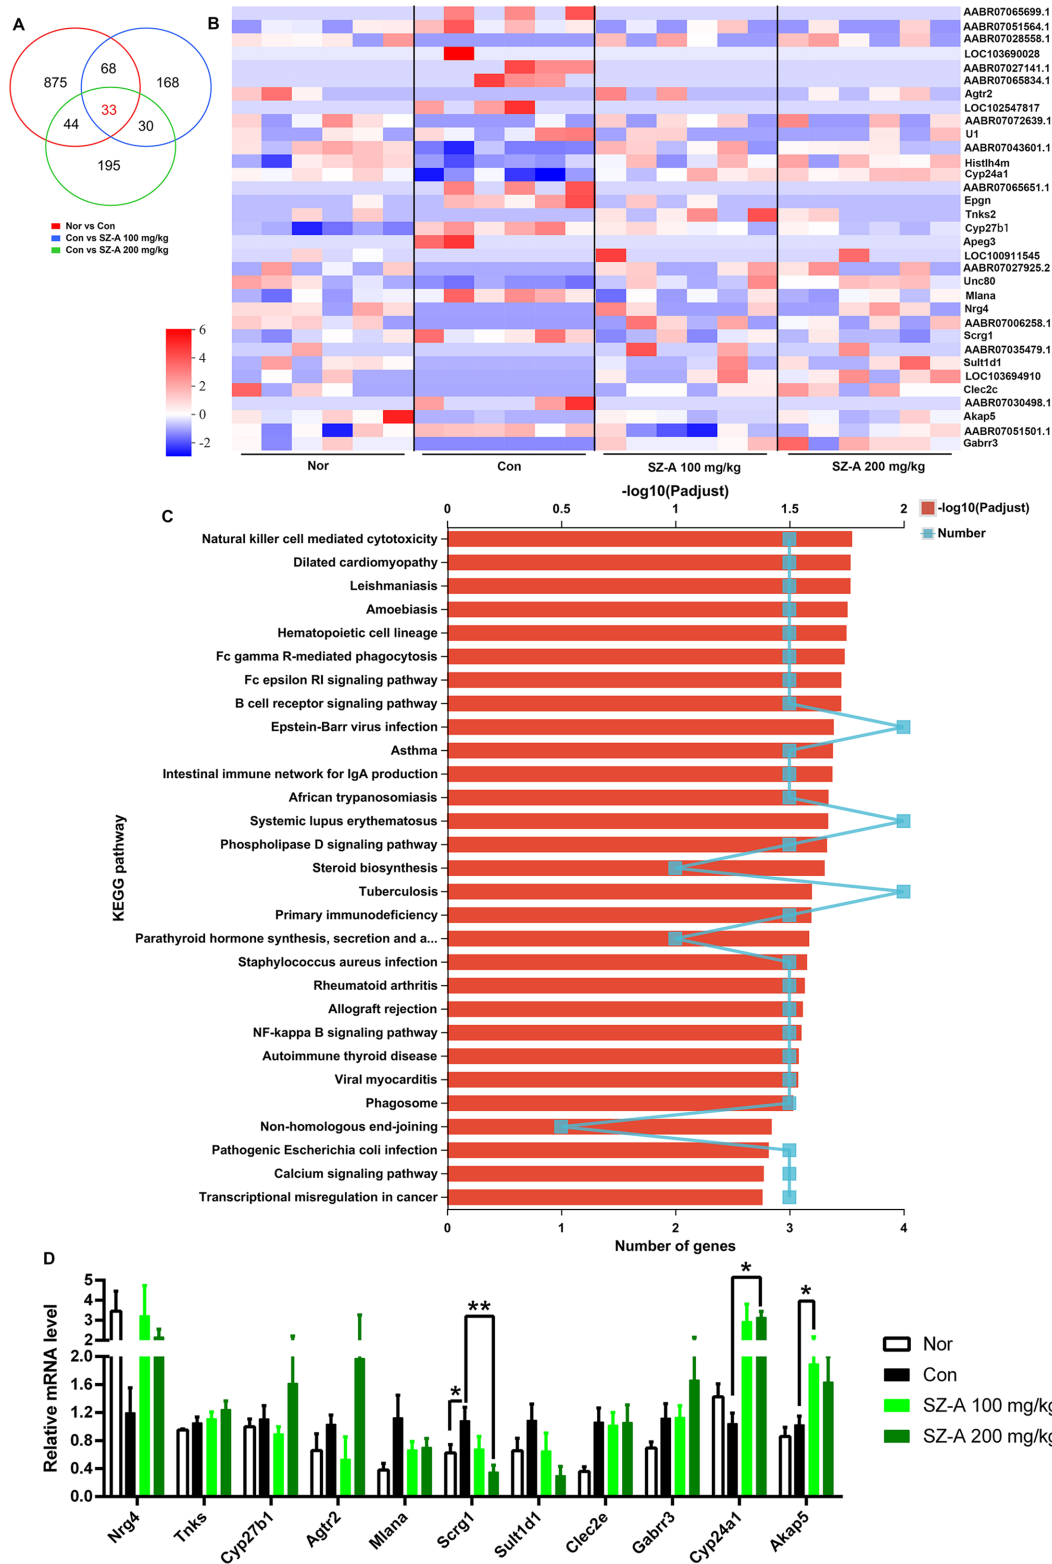 A
875
68
168
33
44
30
195
Nor vs Con
Con vs SZ-A 100 mg/kg
Con vs SZ-A 200 mg/kg
B
AABR07065699.1
AABR07051564.1
AABR07028558.1
LOC103690028
AABR07027141.1
AABR07065834.1
Agtr2
LOC102547817
AABR07072639.1
U1
AABR07043601.1
Histlh4m
Cyp24a1
AABR07065651.1
Epgn
Tnks2
Cyp27b1
Apeg3
LOC100911545
AABR07027925.2
Unc80
Mlana
Nrg4
AABR07006258.1
Scrg1
AABR07035479.1
Sult1d1
LOC103694910
Clec2c
AABR07030498.1
Akap5
AABR07051501.1
Gabrr3
6
4
2
0
-2
Nor Con SZ-A 100 mg/kg SZ-A 200 mg/kg
C
-log10(Padjust)
0 0.5 1 1.5 2
-log10(Padjust)
Number
KEGG pathway
Natural killer cell mediated cytotoxicity
Dilated cardiomyopathy
Leishmaniasis
Amoebiasis
Hematopoietic cell lineage
Fc gamma R-mediated phagocytosis
Fc epsilon RI signaling pathway
B cell receptor signaling pathway
Epstein-Barr virus infection
Asthma
Intestinal immune network for IgA production
African trypanosomiasis
Systemic lupus erythematosus
Phospholipase D signaling pathway
Steroid biosynthesis
Tuberculosis
Primary immunodeficiency
Parathyroid hormone synthesis, secretion and a...
Staphylococcus aureus infection
Rheumatoid arthritis
Allograft rejection
NF-kappa B signaling pathway
Autoimmune thyroid disease
Viral myocarditis
Phagosome
Non-homologous end-joining
Pathogenic Escherichia coli infection
Calcium signaling pathway
Transcriptional misregulation in cancer
0 1 2 3 4
Number of genes
D
Relative mRNA level
5
4
3
2
2.0
1.6
1.2
0.8
0.4
0.0
*
**
*
*
Nrg4 Tnks Cyp27b1 Agtr2 Mlana Scrg1 Sult1d1 Clec2e Gabrr3 Cyp24a1 Akap5
Nor
Con
SZ-A 100 mg/kg
SZ-A 200 mg/kg